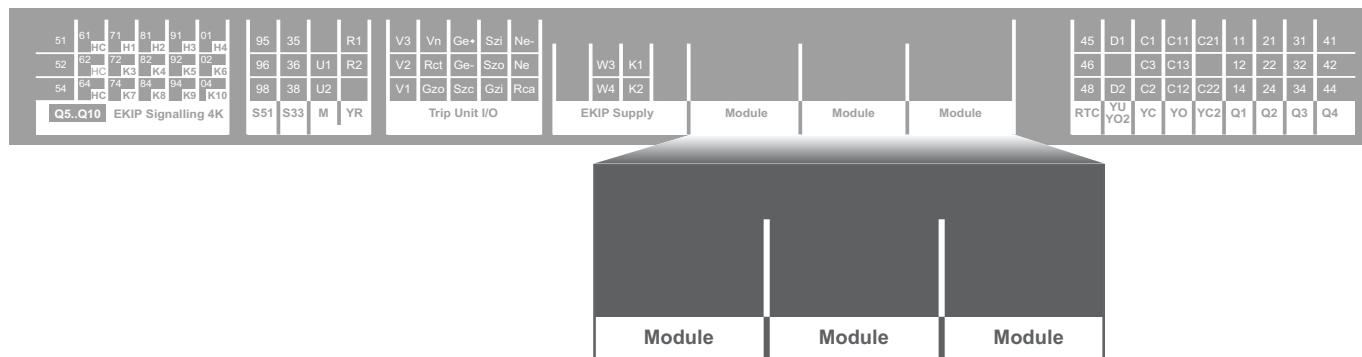 51 61 HC 71 H1 81 H2 91 H3 01 H4
52 62 HC 72 K3 82 K4 92 K5 02 K6
54 64 HC 74 K7 84 K8 94 K9 04 K10
Q5..Q10 EKIP Signalling 4K
95 35 R1
96 36 U1 R2
98 38 U2
S51 S33 M YR
V3 Vn Ge+ Szi Ne-
V2 Rct Ge- Szo Ne
V1 Gzo Szc Gzi Rca
Trip Unit I/O
W3 K1
W4 K2
EKIP Supply
Module Module Module
45 D1 C1 C11 C21 11 21 31 41
46 C3 C13 12 22 32 42
48 D2 C2 C12 C22 14 24 34 44
RTC YU YO2 YC YO YC2 Q1 Q2 Q3 Q4
Module Module Module